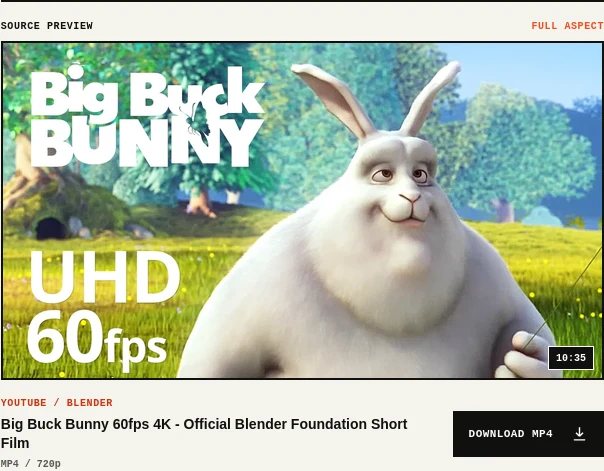 SOURCE PREVIEW
FULL ASPECT
Big Buck
BUNNY
UHD
60fps
10:35
YOUTUBE / BLENDER
Big Buck Bunny 60fps 4K - Official Blender Foundation Short
Film
DOWNLOAD MP4
MP4 / 720p